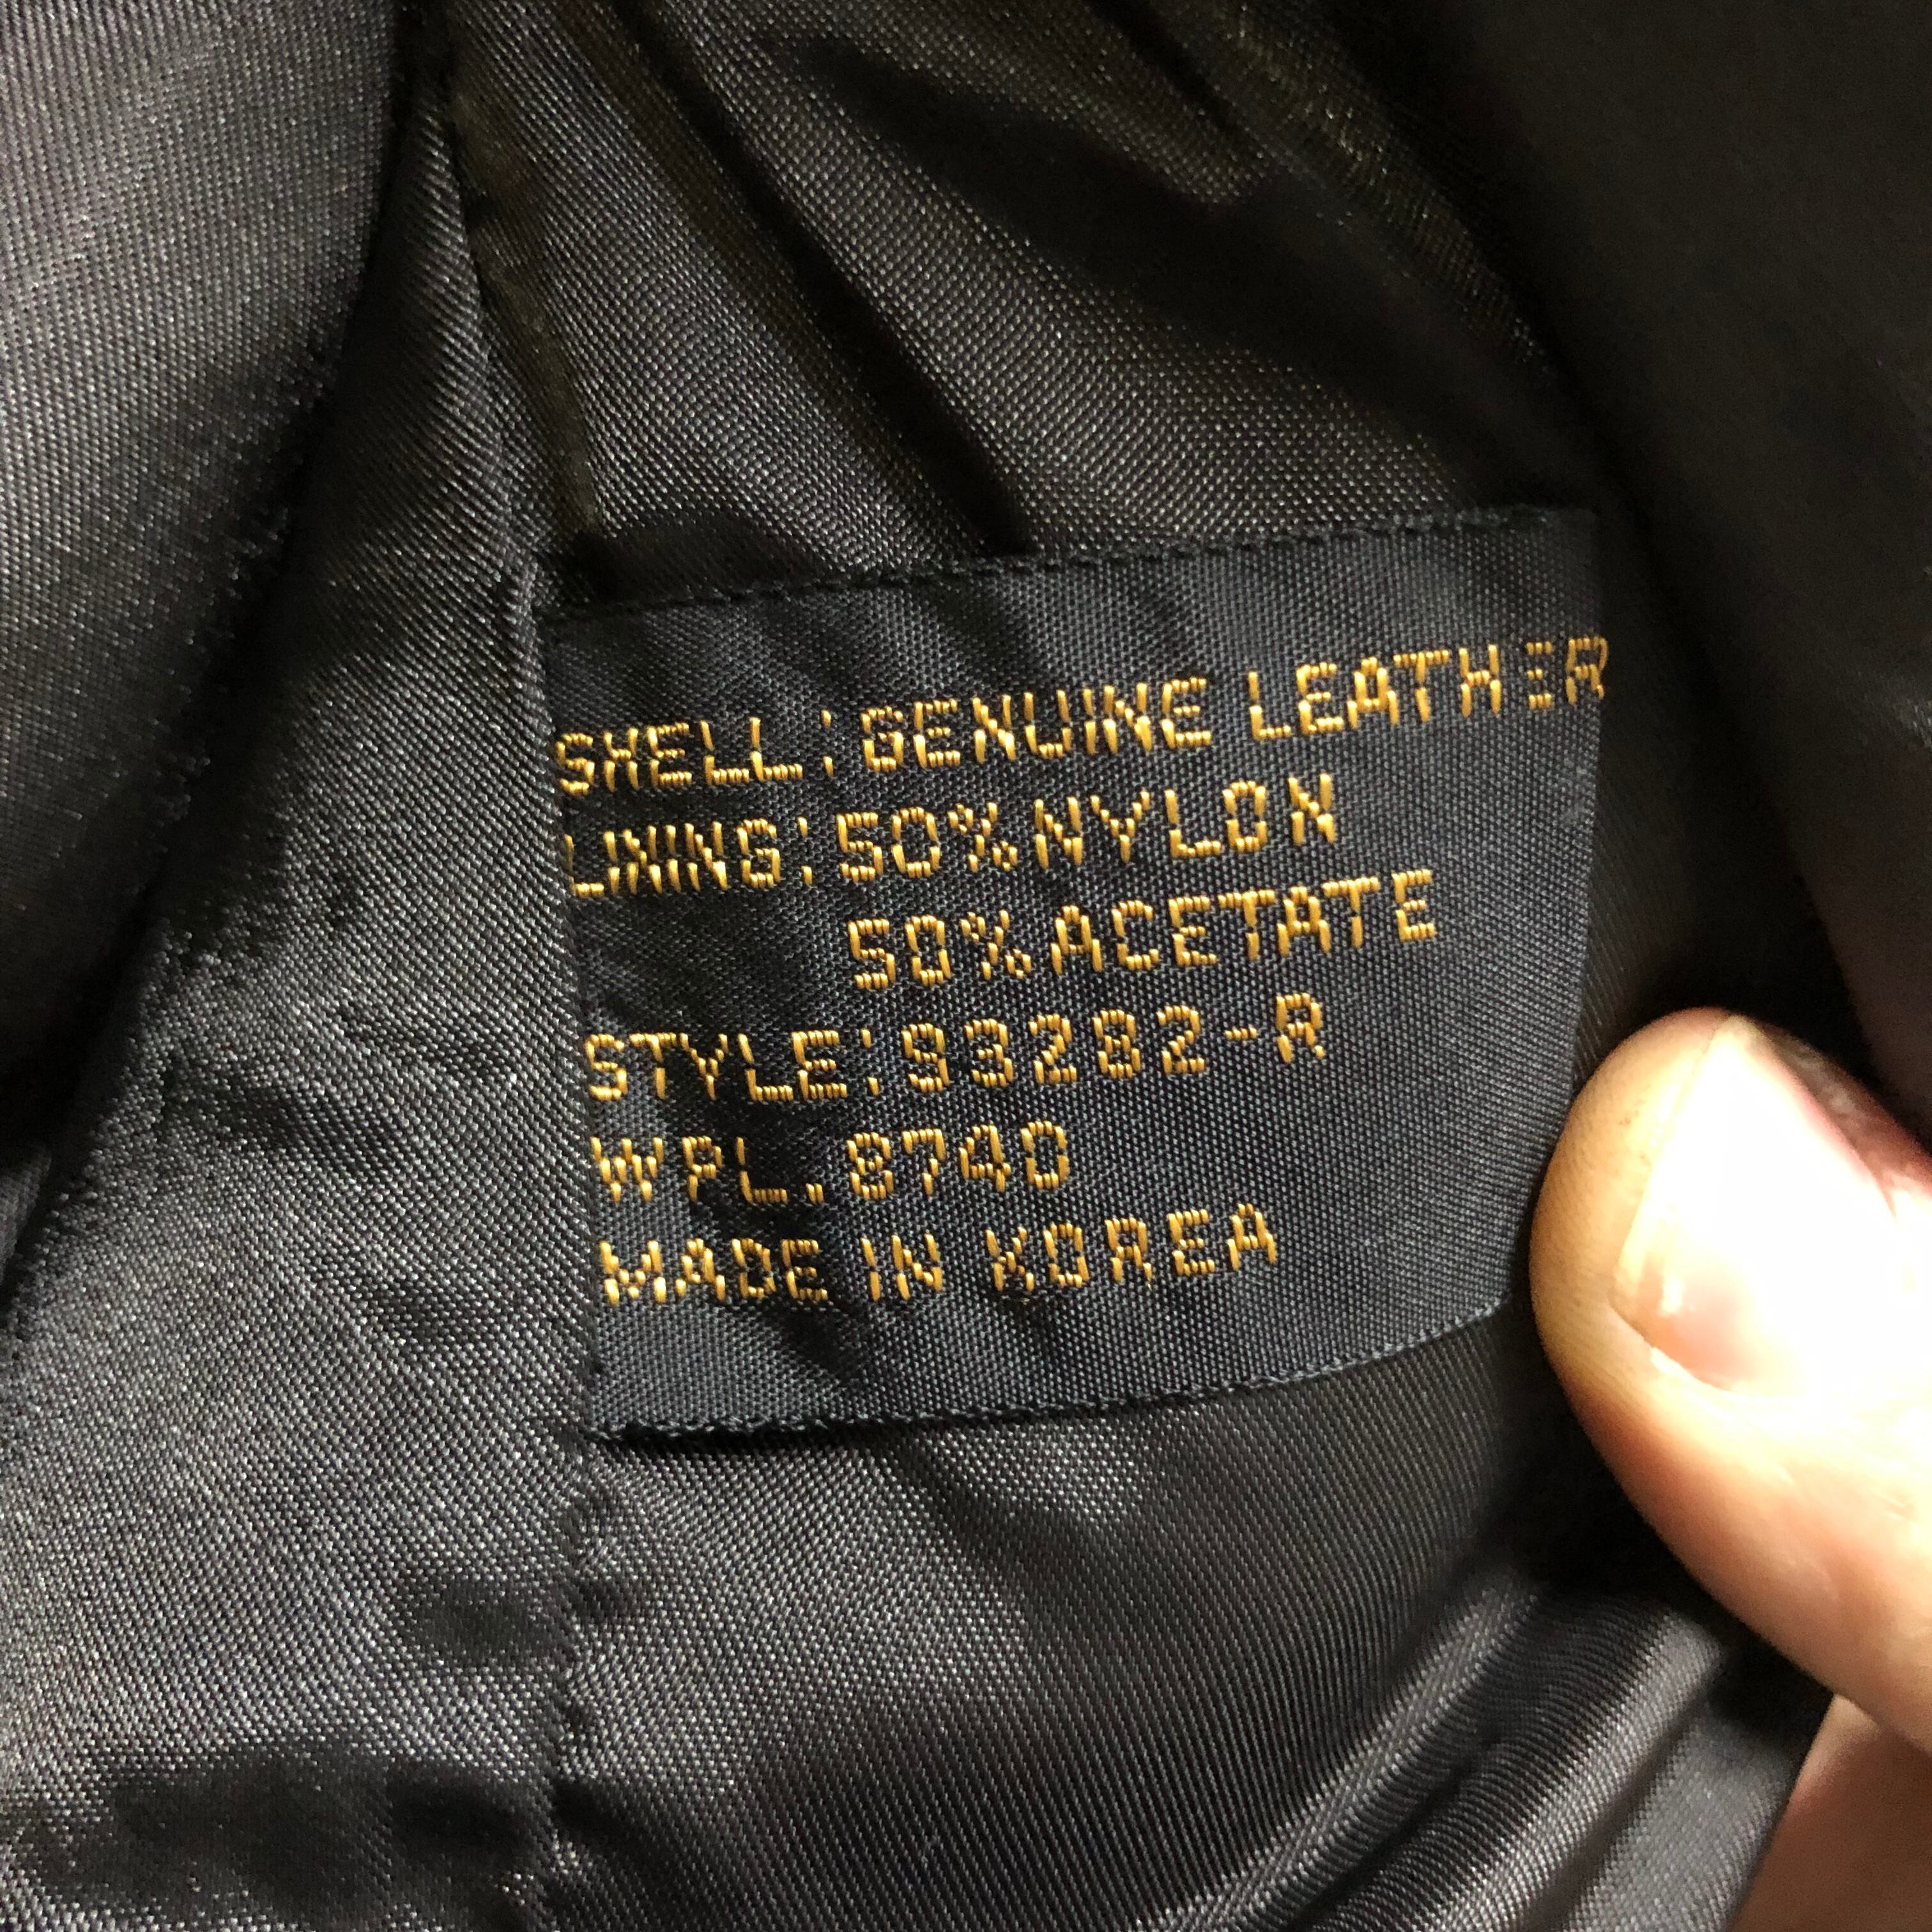 SHELL:GENUINE LEATHER
LINING:50%NYLON
50%ACETATE
STYLE:93282-R
WPL.8740
MADE IN KOREA